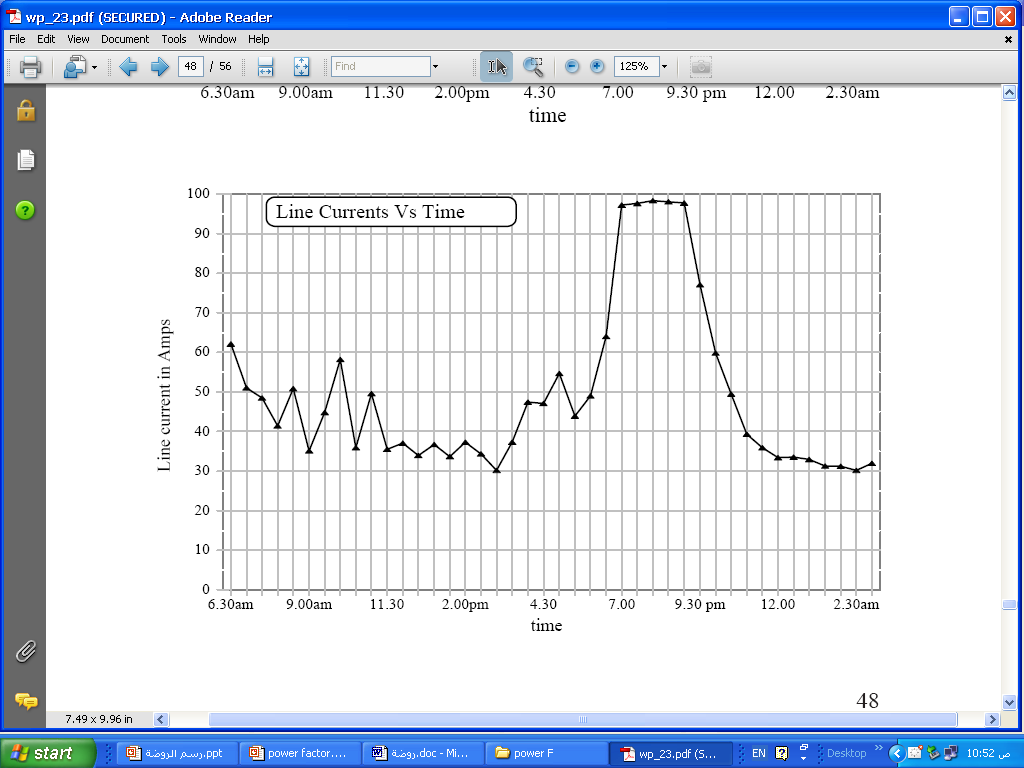 wp_23.pdf (SECURED) - Adobe Reader
File Edit View Document Tools Window Help
48 / 56 Find 125%
6.30am 9.00am 11.30 2.00pm 4.30 7.00 9.30 pm 12.00 2.30am
time
Line Currents Vs Time
100
90
80
70
60
50
40
30
20
10
0
Line current in Amps
6.30am 9.00am 11.30 2.00pm 4.30 7.00 9.30 pm 12.00 2.30am
time
48
7.49 x 9.96 in
start رسم الروضة.ppt power factor.... روضة.doc - Mi... power F wp_23.pdf (S... EN Desktop 10:52 ص